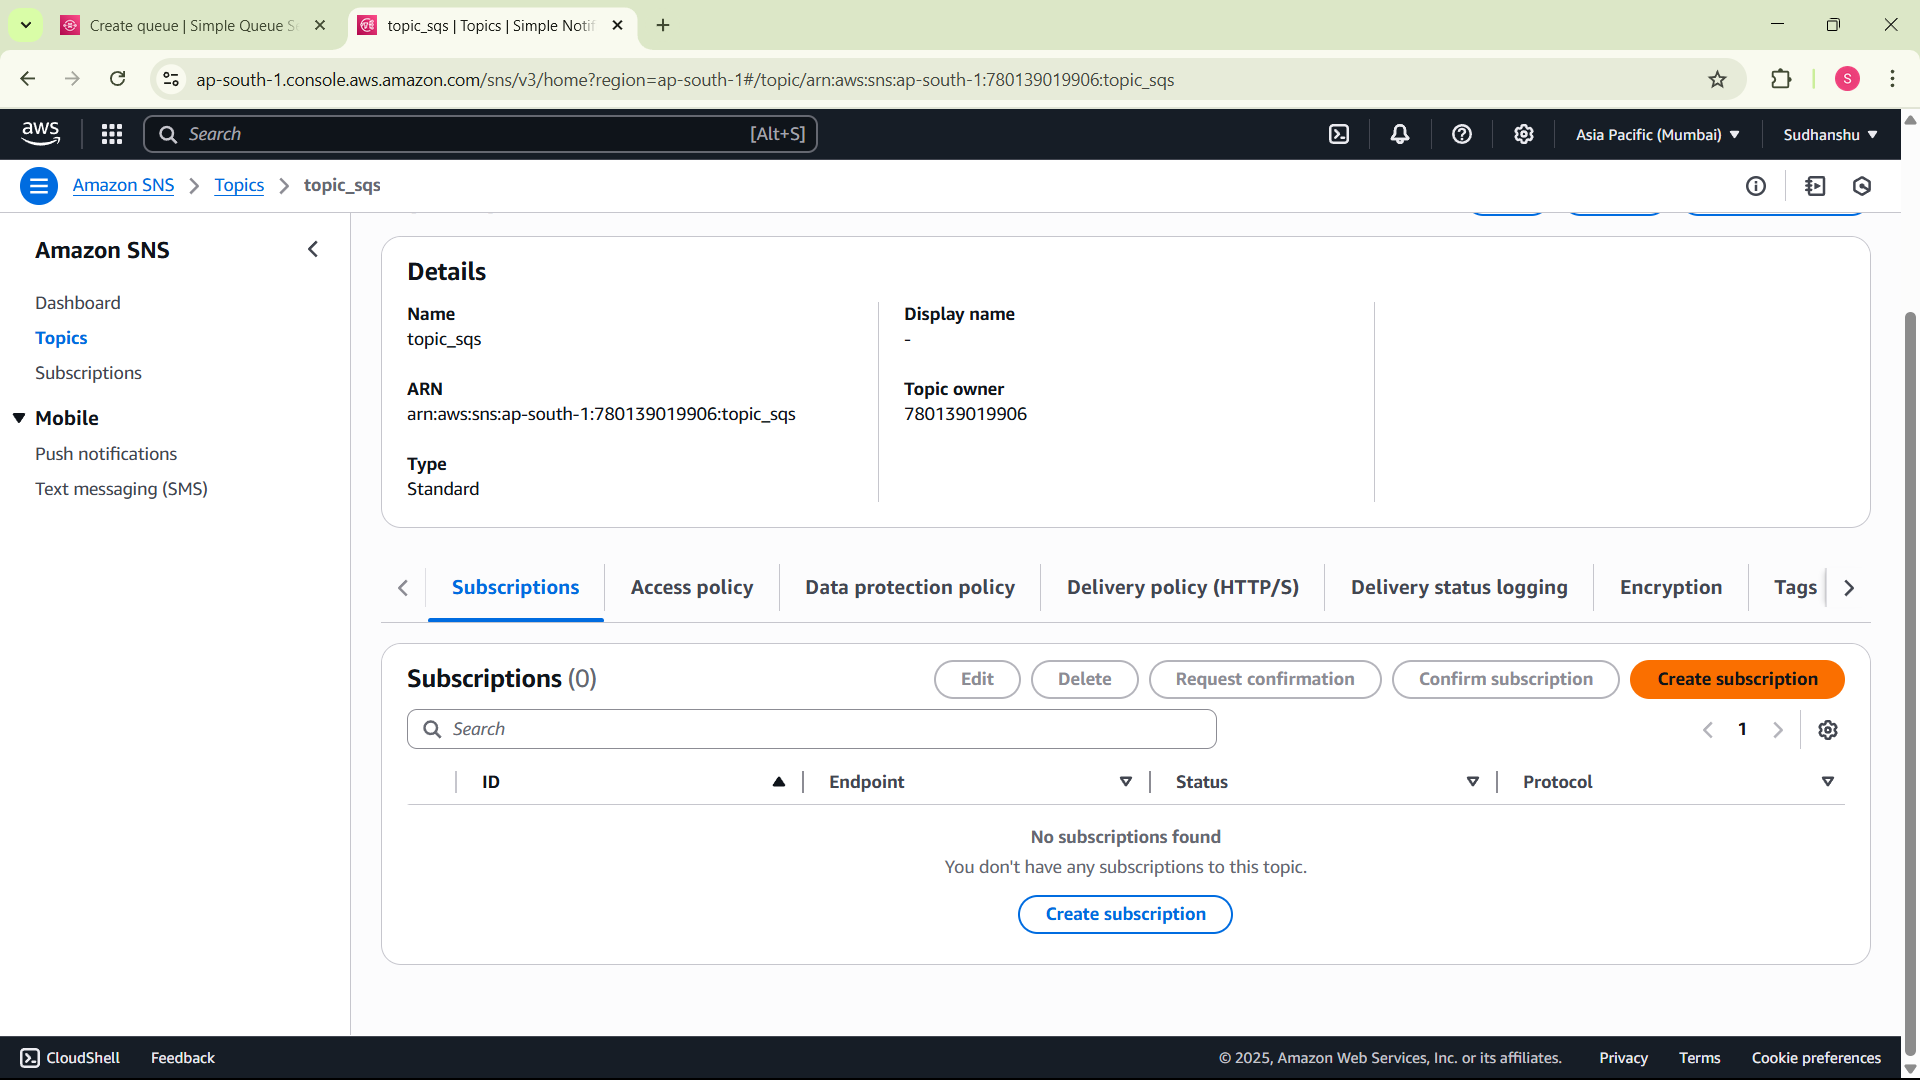 Create queue | Simple Queue Se
topic_sqs | Topics | Simple Notif
ap-south-1.console.aws.amazon.com/sns/v3/home?region=ap-south-1#/topic/arn:aws:sns:ap-south-1:780139019906:topic_sqs
S
aws
Search
[Alt+S]
Asia Pacific (Mumbai)
Sudhanshu
Amazon SNS
Topics
topic_sqs
Amazon SNS
Dashboard
Topics
Subscriptions
Mobile
Push notifications
Text messaging (SMS)
Details
Name
topic_sqs
ARN
arn:aws:sns:ap-south-1:780139019906:topic_sqs
Type
Standard
Display name
-
Topic owner
780139019906
Subscriptions
Access policy
Data protection policy
Delivery policy (HTTP/S)
Delivery status logging
Encryption
Tags
Subscriptions (0)
Edit
Delete
Request confirmation
Confirm subscription
Create subscription
Search
1
ID
Endpoint
Status
Protocol
No subscriptions found
You don't have any subscriptions to this topic.
Create subscription
CloudShell
Feedback
© 2025, Amazon Web Services, Inc. or its affiliates.
Privacy
Terms
Cookie preferences